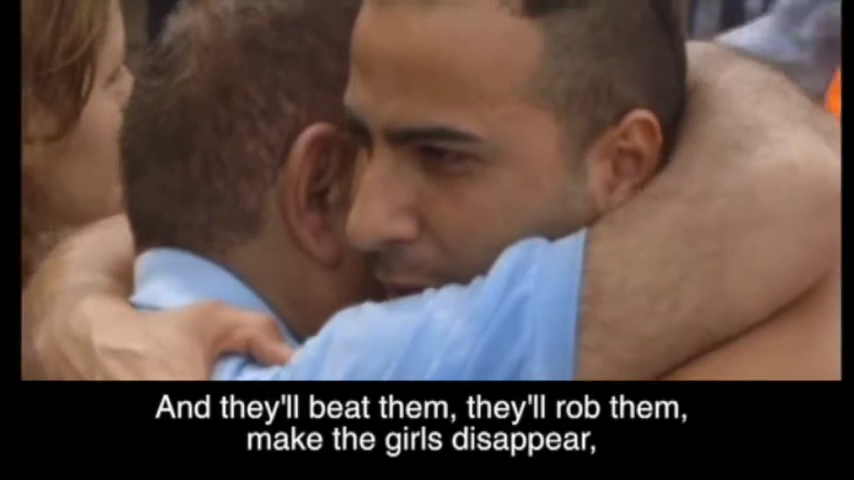 And they'll beat them, they'll rob them,
make the girls disappear,